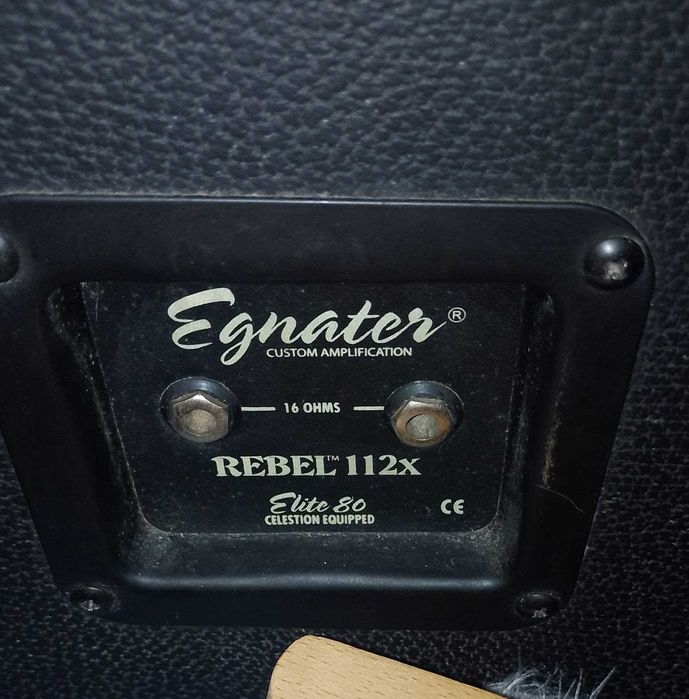 Egnater®
CUSTOM AMPLIFICATION
16 OHMS
REBEL™ 112x
Elite 80
CELESTION EQUIPPED
CE